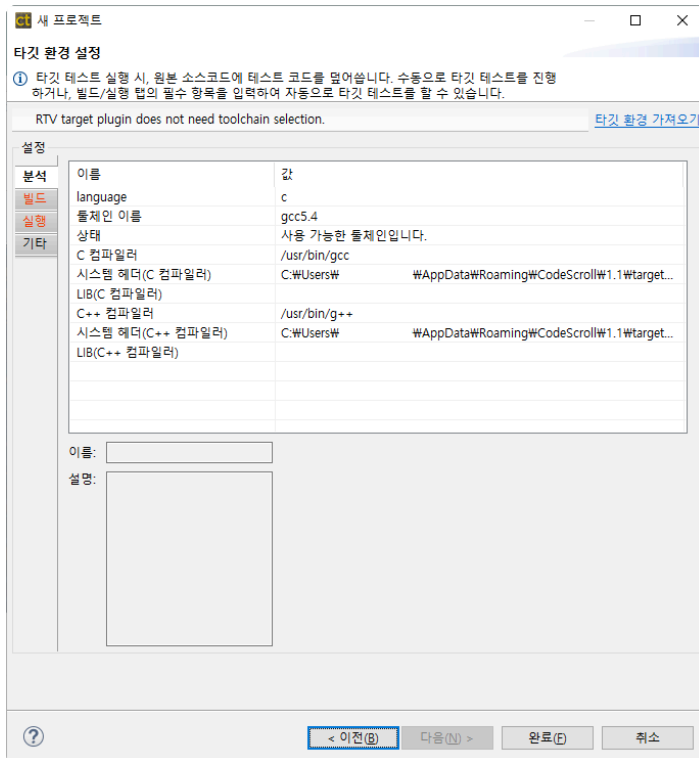 ct 새 프로젝트
타깃 환경 설정
타깃 테스트 실행 시, 원본 소스코드에 테스트 코드를 덮어씁니다. 수동으로 타깃 테스트를 진행
하거나, 빌드/실행 탭의 필수 항목을 입력하여 자동으로 타깃 테스트를 할 수 있습니다.
RTV target plugin does not need toolchain selection. 타깃 환경 가져오기
설정
분석
빌드
실행
기타
이름 값
language c
툴체인 이름 gcc5.4
상태 사용 가능한 툴체인입니다.
C 컴파일러 /usr/bin/gcc
시스템 헤더(C 컴파일러) C:₩Users₩ ₩AppData₩Roaming₩CodeScroll₩1.1₩target...
LIB(C 컴파일러)
C++ 컴파일러 /usr/bin/g++
시스템 헤더(C++ 컴파일러) C:₩Users₩ ₩AppData₩Roaming₩CodeScroll₩1.1₩target...
LIB(C++ 컴파일러)
이름:
설명:
? < 이전(B) 다음(N) > 완료(F) 취소